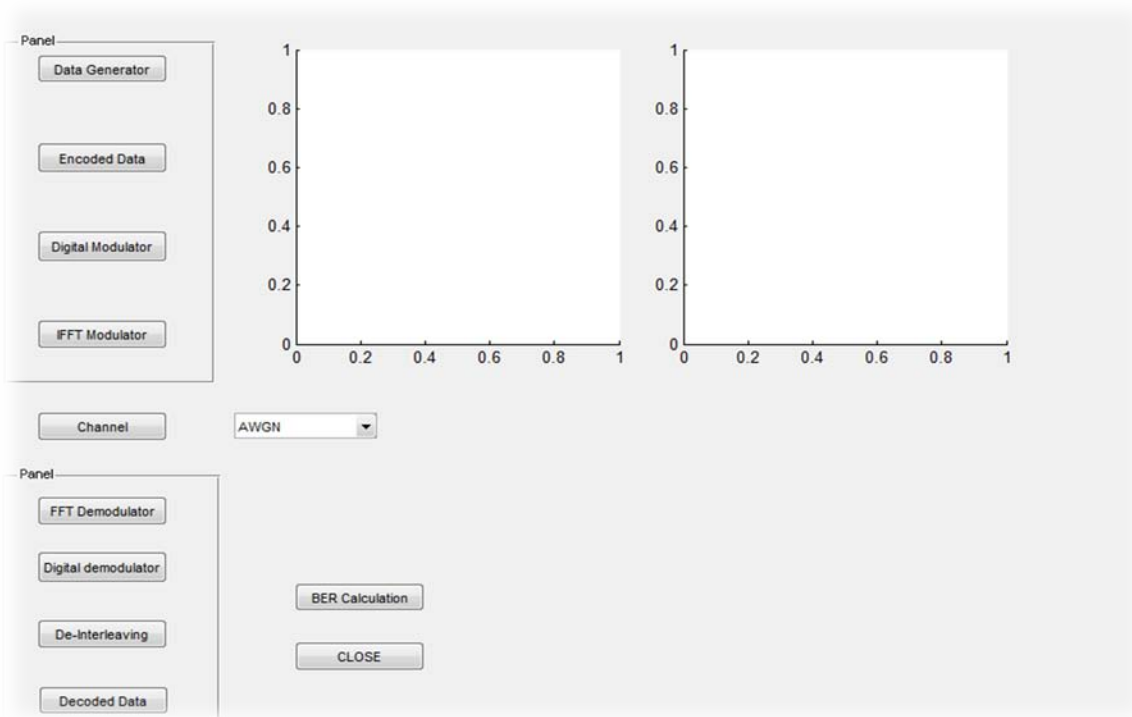 Panel
Data Generator
Encoded Data
Digital Modulator
IFFT Modulator
1
0.8
0.6
0.4
0.2
0
0 0.2 0.4 0.6 0.8 1
1
0.8
0.6
0.4
0.2
0
0 0.2 0.4 0.6 0.8 1
Channel
AWGN
Panel
FFT Demodulator
Digital demodulator
De-Interleaving
Decoded Data
BER Calculation
CLOSE